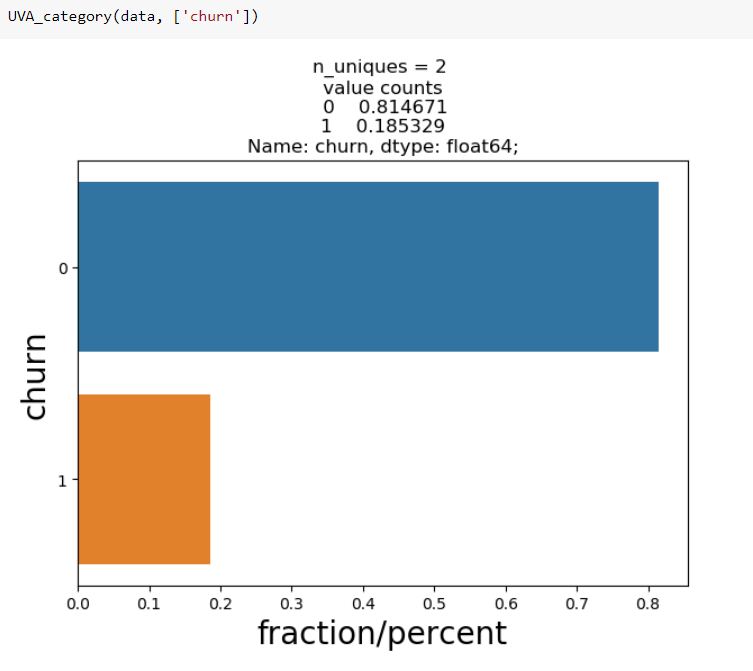 UVA_category(data, ['churn'])
n_uniques = 2
value counts
0 0.814671
1 0.185329
Name: churn, dtype: float64;
0
churn
1
0.0 0.1 0.2 0.3 0.4 0.5 0.6 0.7 0.8
fraction/percent